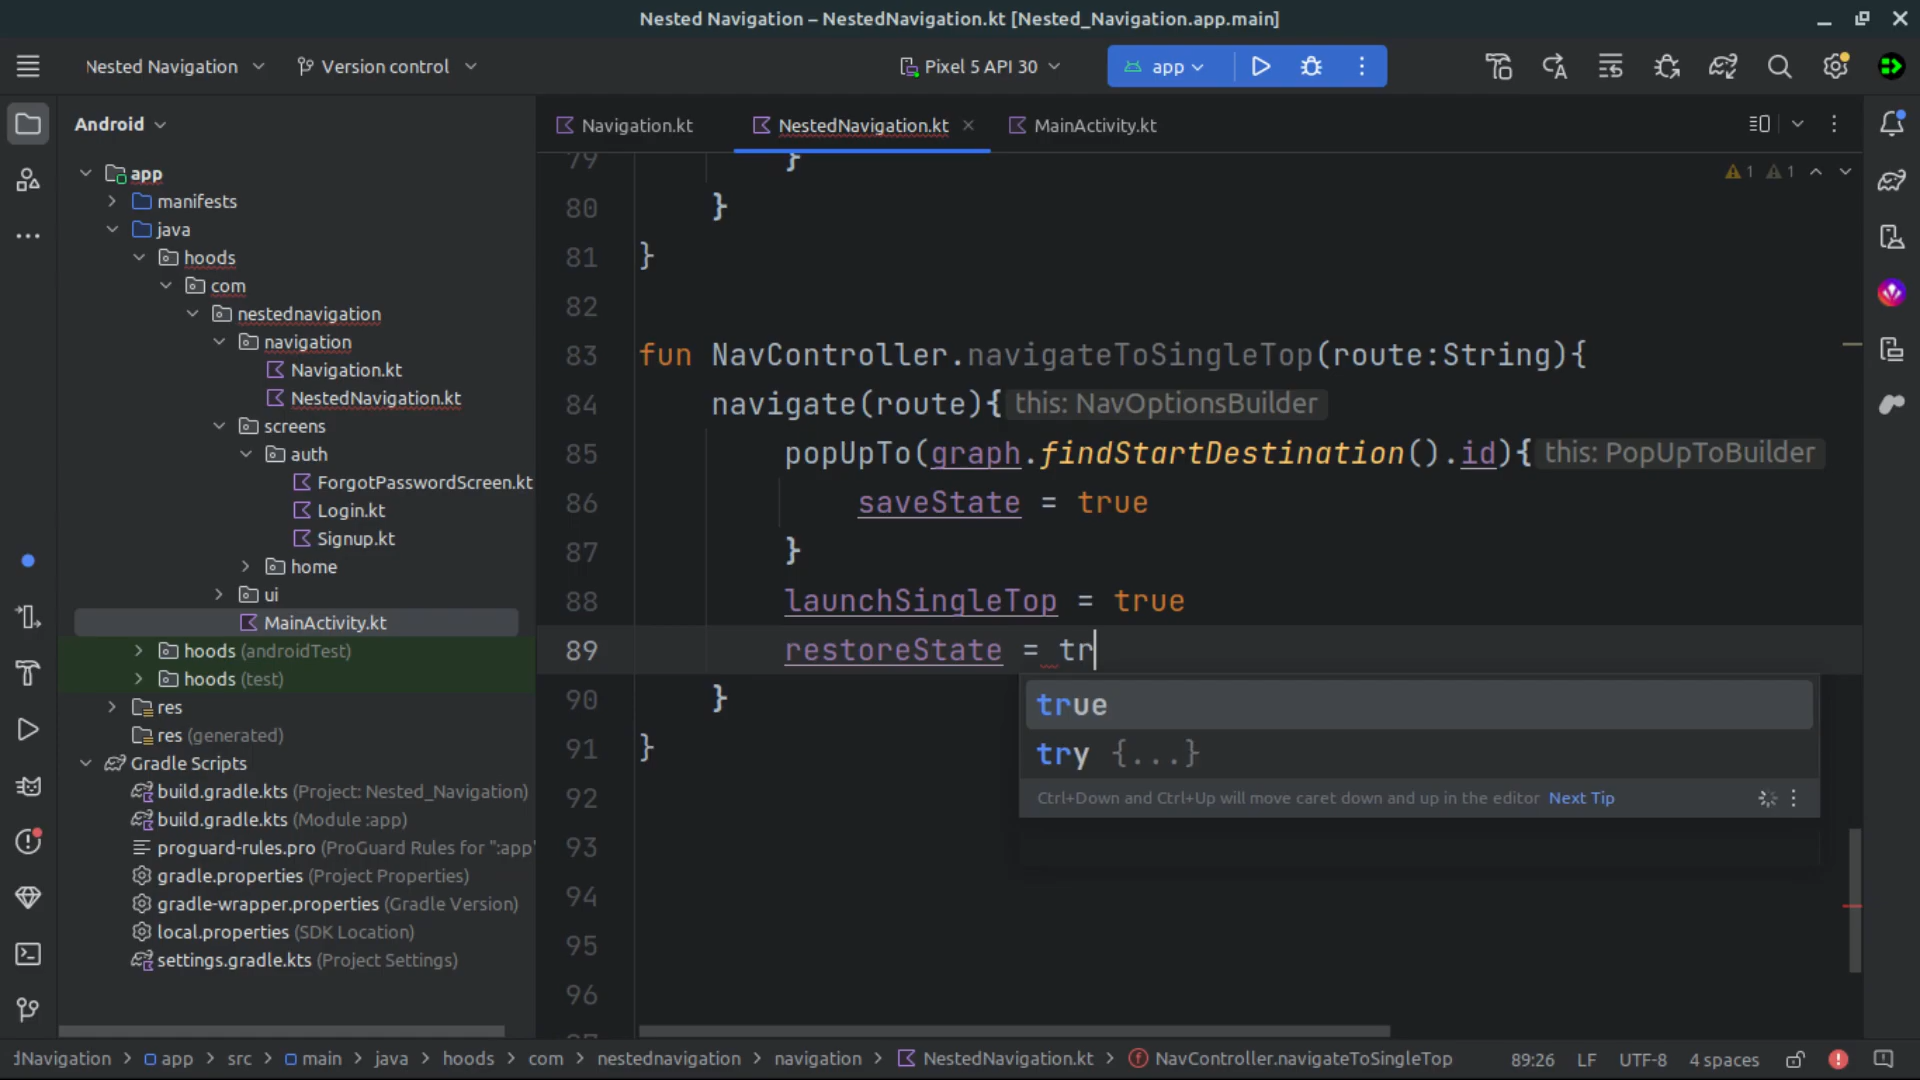 Nested Navigation – NestedNavigation.kt [Nested_Navigation.app.main]
Nested Navigation
Version control
Pixel 5 API 30
app
Android
Navigation.kt
NestedNavigation.kt
MainActivity.kt
app
manifests
java
hoods
com
nestednavigation
navigation
Navigation.kt
NestedNavigation.kt
screens
auth
ForgotPasswordScreen.kt
Login.kt
Signup.kt
home
ui
MainActivity.kt
hoods (androidTest)
hoods (test)
res
res (generated)
Gradle Scripts
build.gradle.kts (Project: Nested_Navigation)
build.gradle.kts (Module :app)
proguard-rules.pro (ProGuard Rules for ":app"
gradle.properties (Project Properties)
gradle-wrapper.properties (Gradle Version)
local.properties (SDK Location)
settings.gradle.kts (Project Settings)
1 1
79 }
80 }
81 }
82
83 fun NavController.navigateToSingleTop(route:String){
84 navigate(route){ this: NavOptionsBuilder
85 popUpTo(graph.findStartDestination().id){ this: PopUpToBuilder
86 saveState = true
87 }
88 launchSingleTop = true
89 restoreState = tr
90 }
91 }
92
93
94
95
96
true
try {...}
Ctrl+Down and Ctrl+Up will move caret down and up in the editor Next Tip
dNavigation > app > src > main > java > hoods > com > nestednavigation > navigation > NestedNavigation.kt > NavController.navigateToSingleTop
89:26 LF UTF-8 4 spaces